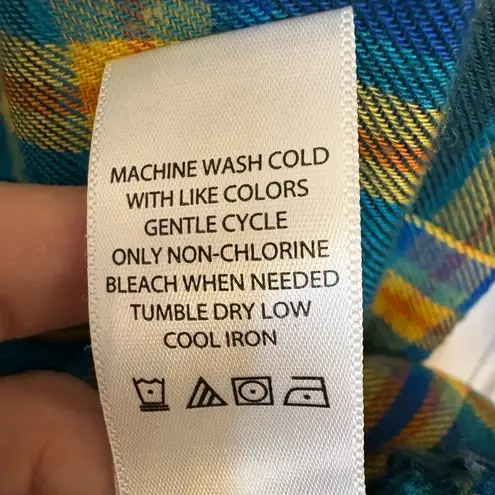 MACHINE WASH COLD
WITH LIKE COLORS
GENTLE CYCLE
ONLY NON-CHLORINE
BLEACH WHEN NEEDED
TUMBLE DRY LOW
COOL IRON